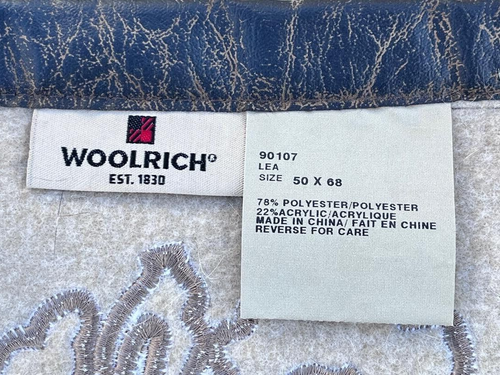 WOOLRICH®
EST. 1830
90107
LEA
SIZE 50 X 68
78% POLYESTER/POLYESTER
22%ACRYLIC/ACRYLIQUE
MADE IN CHINA/ FAIT EN CHINE
REVERSE FOR CARE